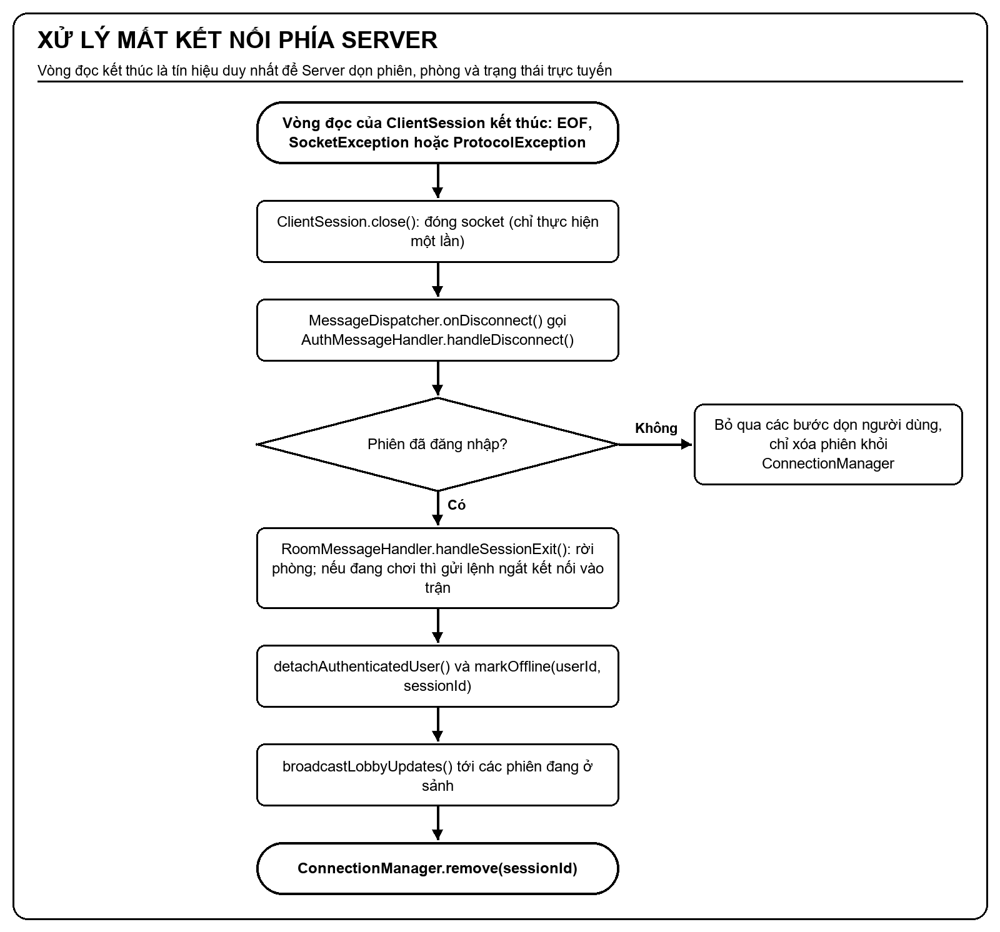 XỬ LÝ MẤT KẾT NỐI PHÍA SERVER
Vòng đọc kết thúc là tín hiệu duy nhất để Server dọn phiên, phòng và trạng thái trực tuyến
Vòng đọc của ClientSession kết thúc: EOF,
SocketException hoặc ProtocolException
ClientSession.close(): đóng socket (chỉ thực hiện
một lần)
MessageDispatcher.onDisconnect() gọi
AuthMessageHandler.handleDisconnect()
Phiên đã đăng nhập?
Không
Bỏ qua các bước dọn người dùng,
chỉ xóa phiên khỏi
ConnectionManager
Có
RoomMessageHandler.handleSessionExit(): rời
phòng; nếu đang chơi thì gửi lệnh ngắt kết nối vào
trận
detachAuthenticatedUser() và markOffline(userId,
sessionId)
broadcastLobbyUpdates() tới các phiên đang ở
sảnh
ConnectionManager.remove(sessionId)